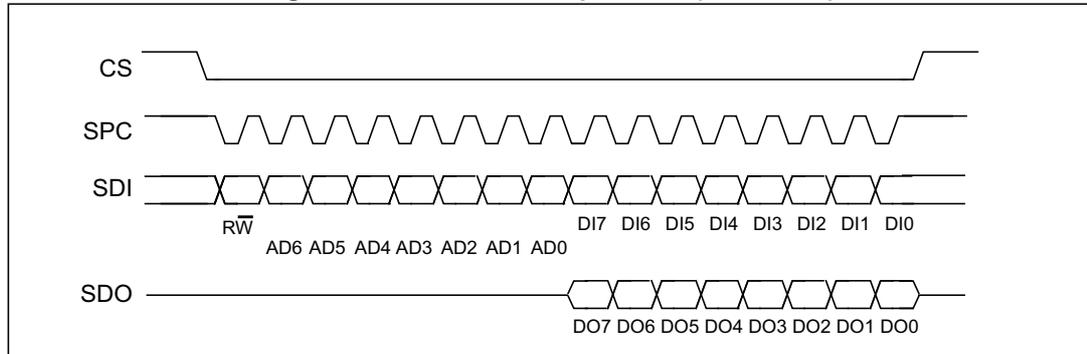 CS
SPC
SDI
RW̅
DI7 DI6 DI5 DI4 DI3 DI2 DI1 DI0
AD6 AD5 AD4 AD3 AD2 AD1 AD0
SDO
DO7 DO6 DO5 DO4 DO3 DO2 DO1 DO0